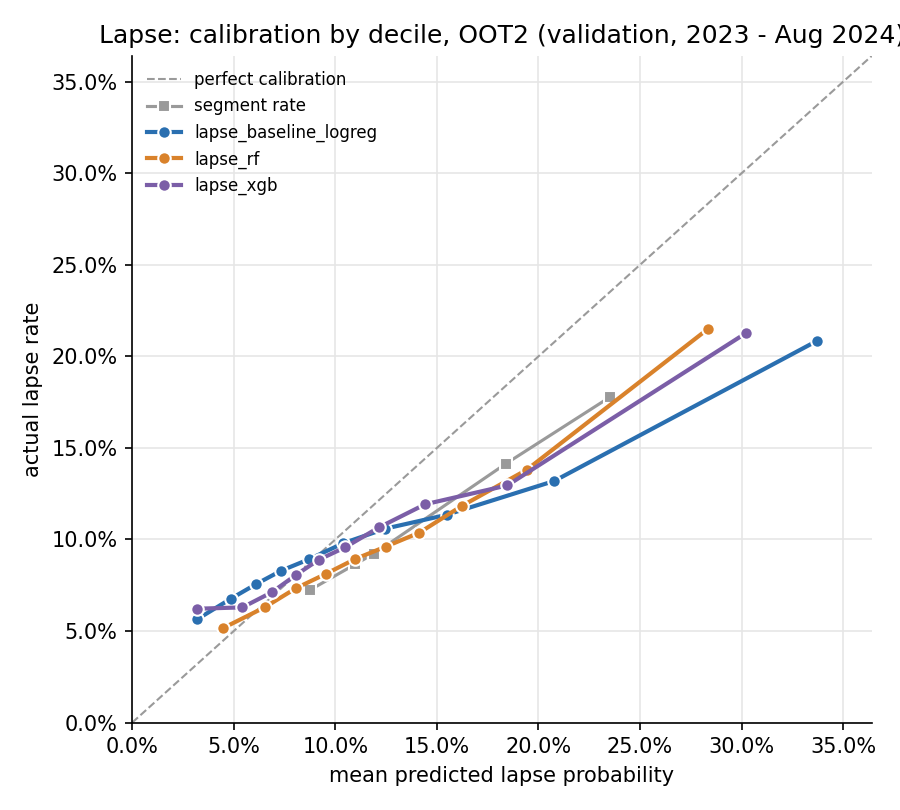 Lapse: calibration by decile, OOT2 (validation, 2023 - Aug 2024)
perfect calibration
segment rate
lapse_baseline_logreg
lapse_rf
lapse_xgb
35.0%
30.0%
25.0%
20.0%
15.0%
10.0%
5.0%
0.0%
actual lapse rate
0.0% 5.0% 10.0% 15.0% 20.0% 25.0% 30.0% 35.0%
mean predicted lapse probability